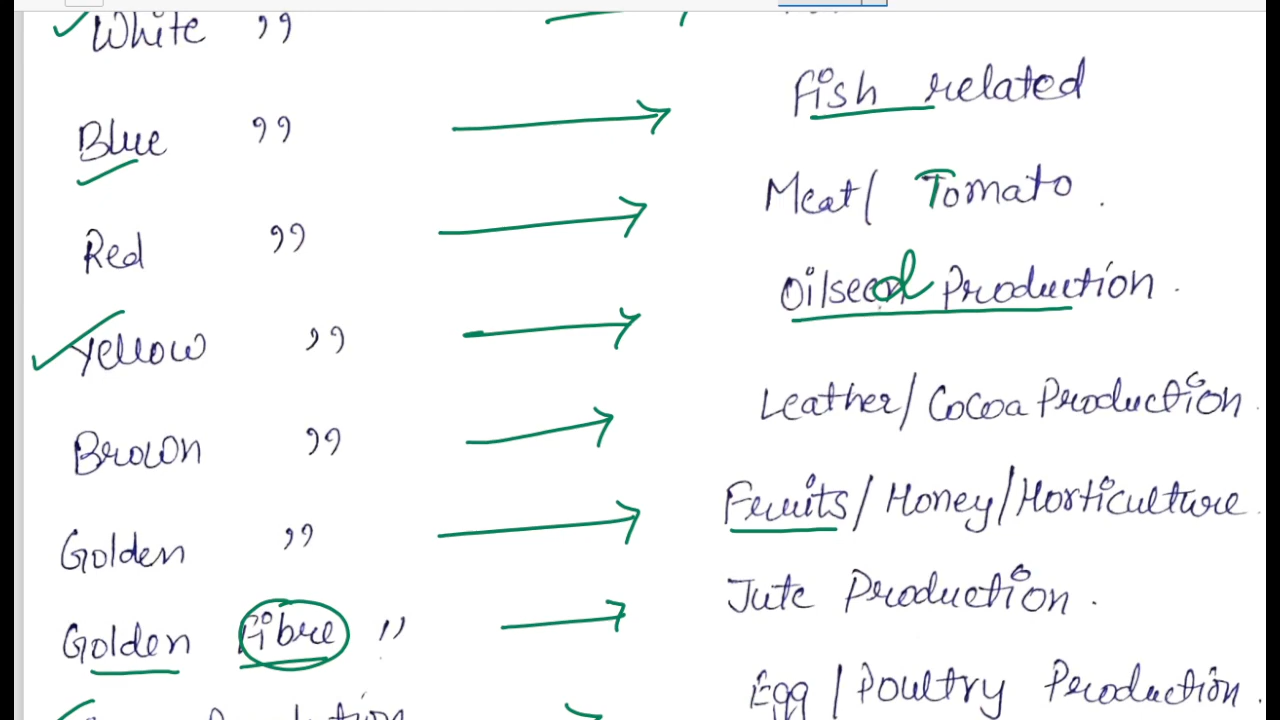 White ,,
Blue ,, → Fish related
Red ,, → Meat/ Tomato.
Yellow ,, → Oilseed Production.
Brown ,, → Leather/Cocoa Production.
Golden ,, → Fruits/Honey/Horticulture.
Golden Fibre ,, → Jute Production.
Egg / Poultry Production.